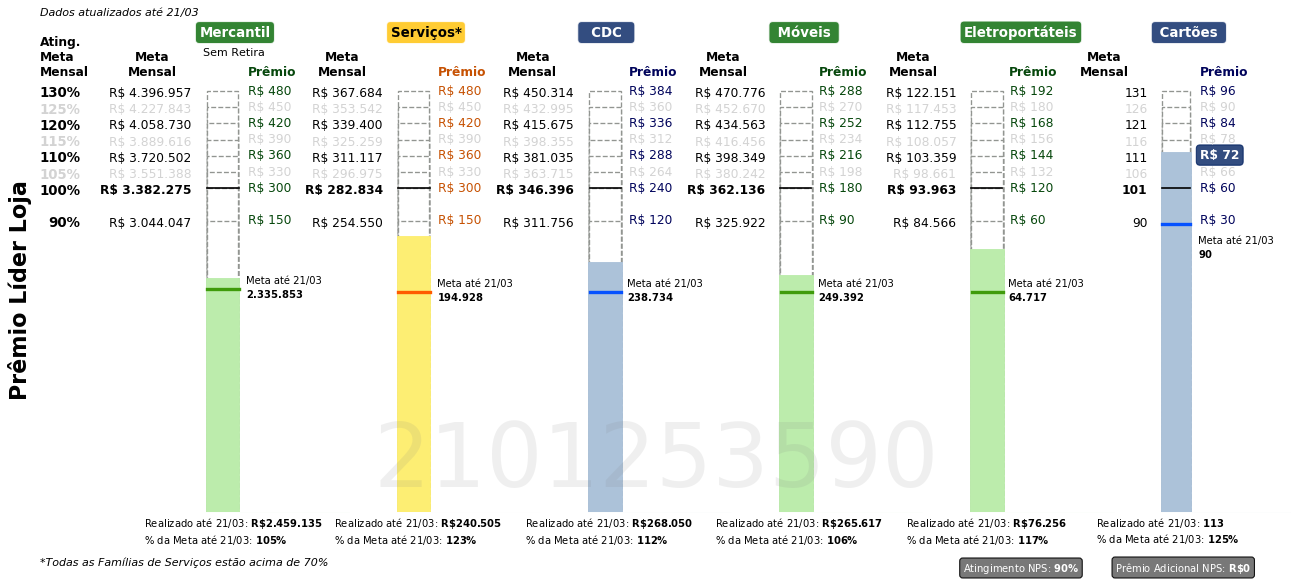 Dados atualizados até 21/03
Mercantil Serviços* CDC Móveis Eletroportáteis Cartões
Sem Retira
Ating. Meta Mensal Meta Mensal Prêmio Meta Mensal Prêmio Meta Mensal Prêmio Meta Mensal Prêmio Meta Mensal Prêmio Meta Mensal Prêmio
130% R$ 4.396.957 R$ 480 R$ 367.684 R$ 480 R$ 450.314 R$ 384 R$ 470.776 R$ 288 R$ 122.151 R$ 192 131 R$ 96
125% R$ 4.227.843 R$ 450 R$ 353.542 R$ 450 R$ 432.995 R$ 360 R$ 452.670 R$ 270 R$ 117.453 R$ 180 126 R$ 90
120% R$ 4.058.730 R$ 420 R$ 339.400 R$ 420 R$ 415.675 R$ 336 R$ 434.563 R$ 252 R$ 112.755 R$ 168 121 R$ 84
115% R$ 3.889.616 R$ 390 R$ 325.259 R$ 390 R$ 398.355 R$ 312 R$ 416.456 R$ 234 R$ 108.057 R$ 156 116 R$ 78
110% R$ 3.720.502 R$ 360 R$ 311.117 R$ 360 R$ 381.035 R$ 288 R$ 398.349 R$ 216 R$ 103.359 R$ 144 111 R$ 72
105% R$ 3.551.388 R$ 330 R$ 296.975 R$ 330 R$ 363.715 R$ 264 R$ 380.242 R$ 198 R$ 98.661 R$ 132 106 R$ 66
100% R$ 3.382.275 R$ 300 R$ 282.834 R$ 300 R$ 346.396 R$ 240 R$ 362.136 R$ 180 R$ 93.963 R$ 120 101 R$ 60
90% R$ 3.044.047 R$ 150 R$ 254.550 R$ 150 R$ 311.756 R$ 120 R$ 325.922 R$ 90 R$ 84.566 R$ 60 90 R$ 30
Meta até 21/03
90
Meta até 21/03 Meta até 21/03 Meta até 21/03 Meta até 21/03 Meta até 21/03
2.335.853 194.928 238.734 249.392 64.717
Prêmio Líder Loja
2101253590
Realizado até 21/03: R$2.459.135 Realizado até 21/03: R$240.505 Realizado até 21/03: R$268.050 Realizado até 21/03: R$265.617 Realizado até 21/03: R$76.256 Realizado até 21/03: 113
% da Meta até 21/03: 105% % da Meta até 21/03: 123% % da Meta até 21/03: 112% % da Meta até 21/03: 106% % da Meta até 21/03: 117% % da Meta até 21/03: 125%
*Todas as Famílias de Serviços estão acima de 70% Atingimento NPS: 90% Prêmio Adicional NPS: R$0